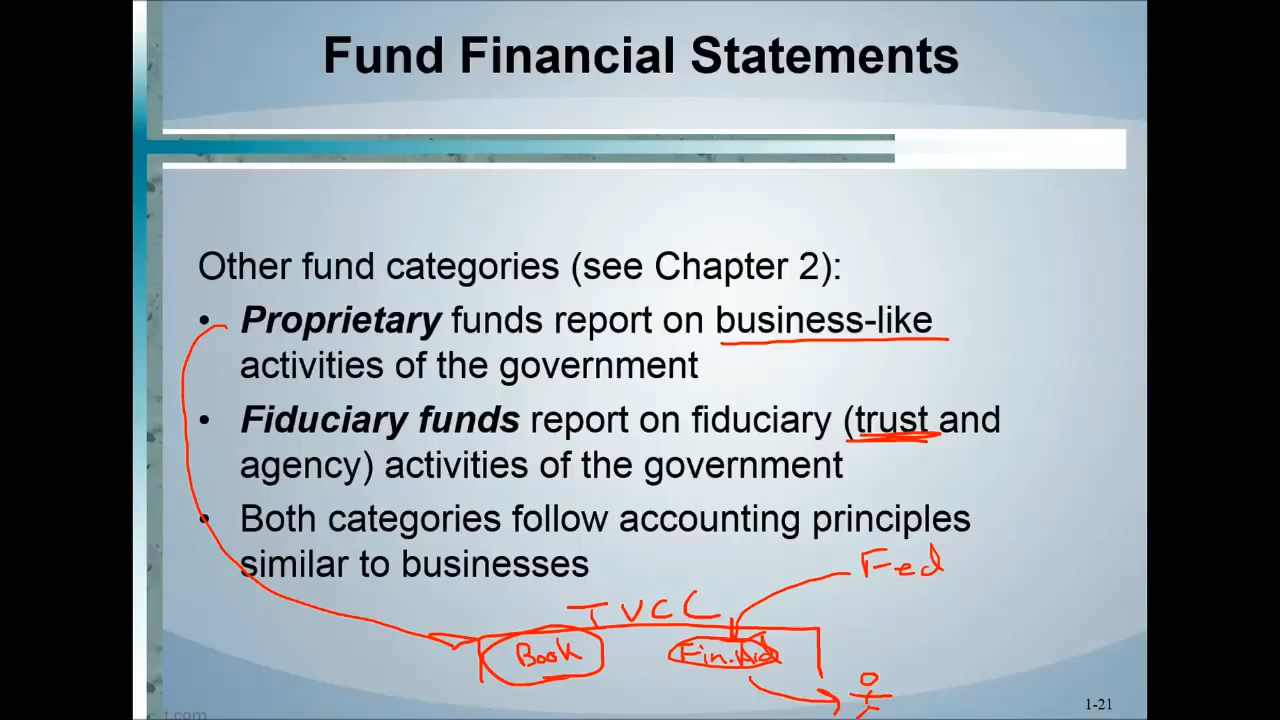 Fund Financial Statements
Other fund categories (see Chapter 2):
• Proprietary funds report on business-like
activities of the government
• Fiduciary funds report on fiduciary (trust and
agency) activities of the government
• Both categories follow accounting principles
similar to businesses
Fed
TVCC
Book Fin.Aid
1-21
t.com